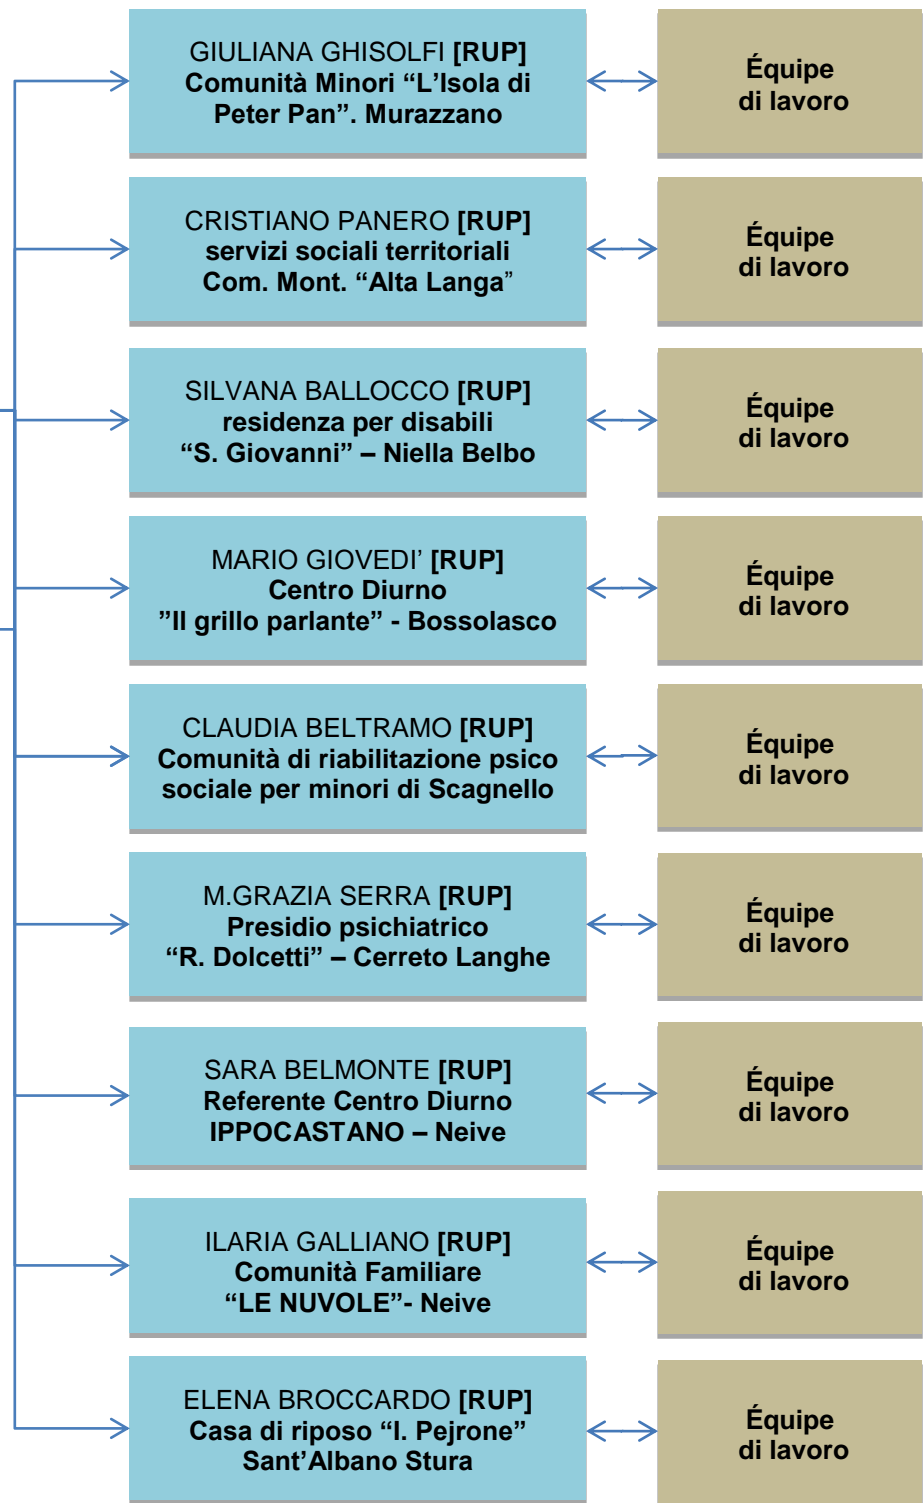 GIULIANA GHISOLFI [RUP]
Comunità Minori “L’Isola di
Peter Pan”. Murazzano
Équipe
di lavoro
CRISTIANO PANERO [RUP]
servizi sociali territoriali
Com. Mont. “Alta Langa”
Équipe
di lavoro
SILVANA BALLOCCO [RUP]
residenza per disabili
“S. Giovanni” – Niella Belbo
Équipe
di lavoro
MARIO GIOVEDI’ [RUP]
Centro Diurno
”Il grillo parlante” - Bossolasco
Équipe
di lavoro
CLAUDIA BELTRAMO [RUP]
Comunità di riabilitazione psico
sociale per minori di Scagnello
Équipe
di lavoro
M.GRAZIA SERRA [RUP]
Presidio psichiatrico
“R. Dolcetti” – Cerreto Langhe
Équipe
di lavoro
SARA BELMONTE [RUP]
Referente Centro Diurno
IPPOCASTANO – Neive
Équipe
di lavoro
ILARIA GALLIANO [RUP]
Comunità Familiare
“LE NUVOLE”- Neive
Équipe
di lavoro
ELENA BROCCARDO [RUP]
Casa di riposo “I. Pejrone”
Sant’Albano Stura
Équipe
di lavoro